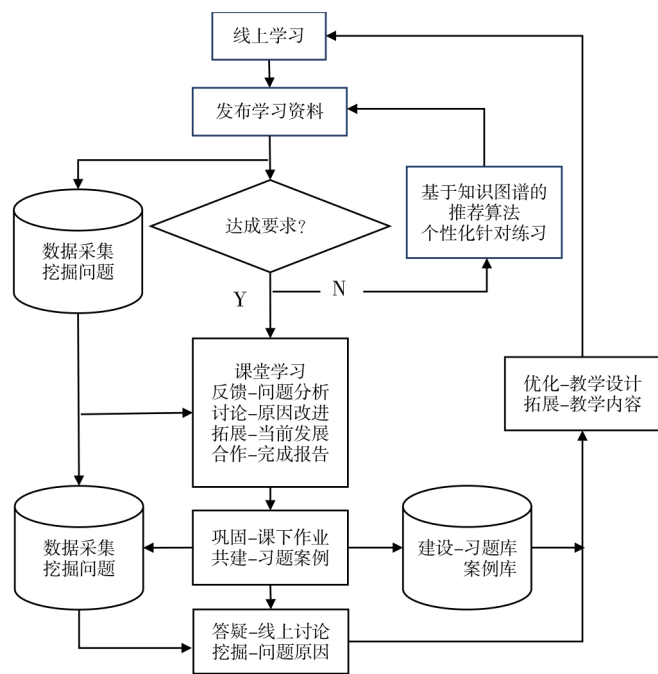 线上学习
发布学习资料
达成要求?
基于知识图谱的
推荐算法
个性化针对练习
数据采集
挖掘问题
Y
N
课堂学习
反馈–问题分析
讨论–原因改进
拓展–当前发展
合作–完成报告
优化–教学设计
拓展–教学内容
数据采集
挖掘问题
巩固–课下作业
共建–习题案例
建设–习题库
案例库
答疑–线上讨论
挖掘–问题原因